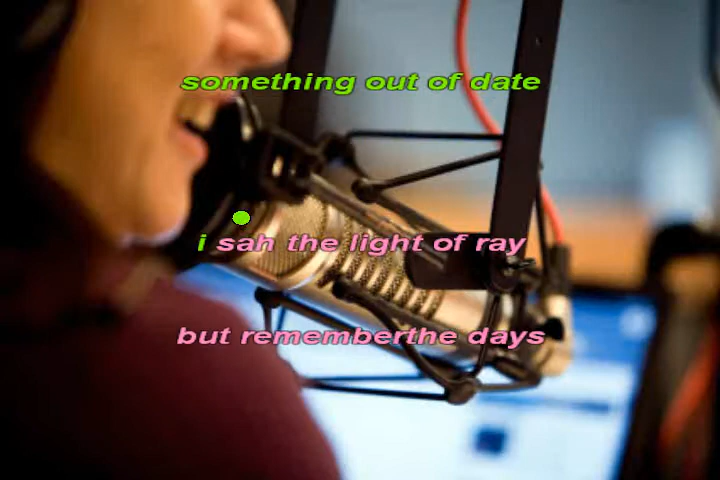 something out of date
i sah the light of ray
but rememberthe days